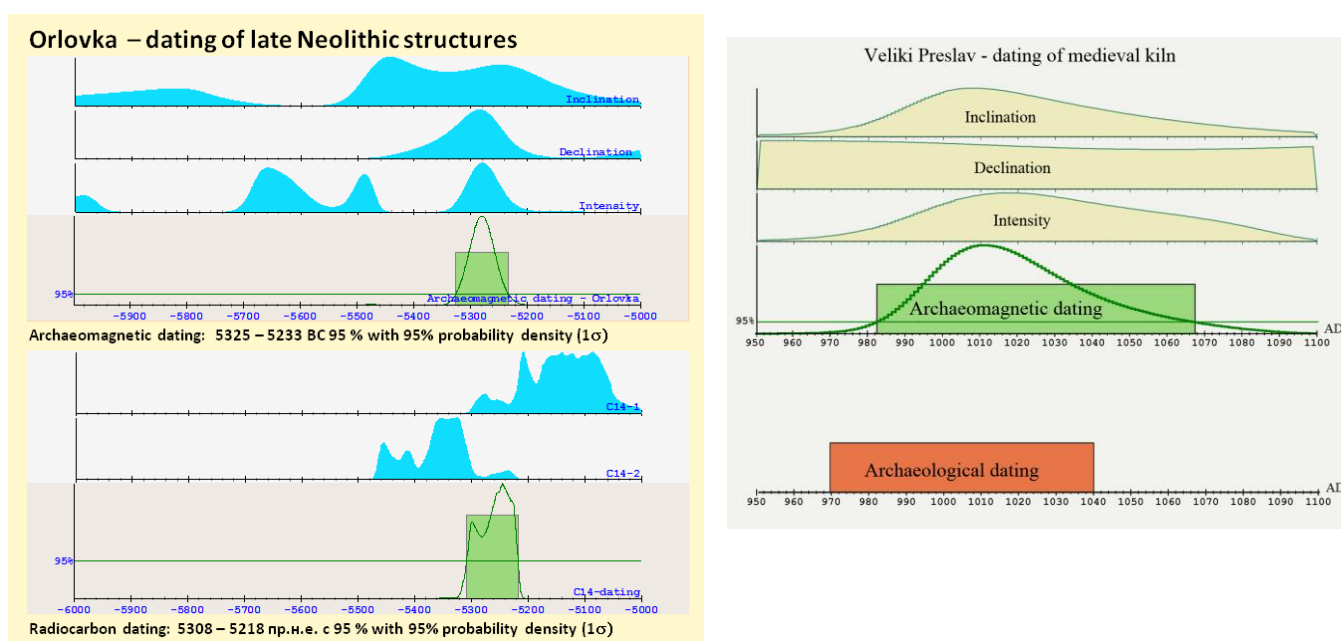 Orlovka – dating of late Neolithic structures
Inclination
Declination
Intensity
95%
Archaeomagnetic dating - Orlovka
-5900 -5800 -5700 -5600 -5500 -5400 -5300 -5200 -5100 -5000
Archaeomagnetic dating: 5325 – 5233 BC 95 % with 95% probability density (1σ)
C14-1
C14-2
95%
C14-dating
-6000 -5900 -5800 -5700 -5600 -5500 -5400 -5300 -5200 -5100 -5000
Radiocarbon dating: 5308 – 5218 пр.н.е. с 95 % with 95% probability density (1σ)
Veliki Preslav - dating of medieval kiln
Inclination
Declination
Intensity
Archaeomagnetic dating
95%
AD
950 960 970 980 990 1000 1010 1020 1030 1040 1050 1060 1070 1080 1090 1100
Archaeological dating
AD
950 960 970 980 990 1000 1010 1020 1030 1040 1050 1060 1070 1080 1090 1100